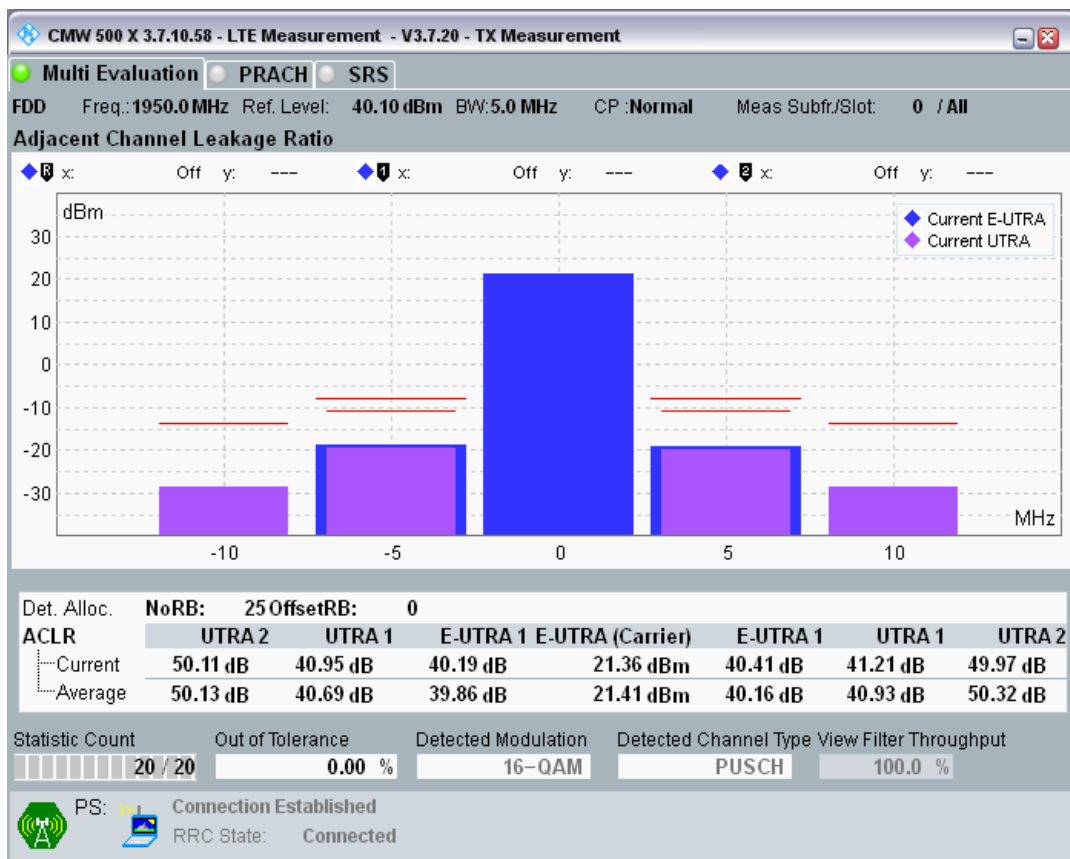 CMW 500 X 3.7.10.58 - LTE Measurement - V3.7.20 - TX Measurement
Multi Evaluation PRACH SRS
FDD Freq.: 1950.0 MHz Ref. Level: 40.10 dBm BW: 5.0 MHz CP : Normal Meas Subfr./Slot: 0 / All
Adjacent Channel Leakage Ratio
R x: Off y: --- 1 x: Off y: --- 2 x: Off y: ---
dBm
Current E-UTRA
Current UTRA
30
20
10
0
-10
-20
-30
MHz
-10 -5 0 5 10
Det. Alloc. NoRB: 25 OffsetRB: 0
ACLR UTRA 2 UTRA 1 E-UTRA 1 E-UTRA (Carrier) E-UTRA 1 UTRA 1 UTRA 2
Current 50.11 dB 40.95 dB 40.19 dB 21.36 dBm 40.41 dB 41.21 dB 49.97 dB
Average 50.13 dB 40.69 dB 39.86 dB 21.41 dBm 40.16 dB 40.93 dB 50.32 dB
Statistic Count Out of Tolerance Detected Modulation Detected Channel Type View Filter Throughput
20 / 20 0.00 % 16-QAM PUSCH 100.0 %
PS: Connection Established
RRC State: Connected